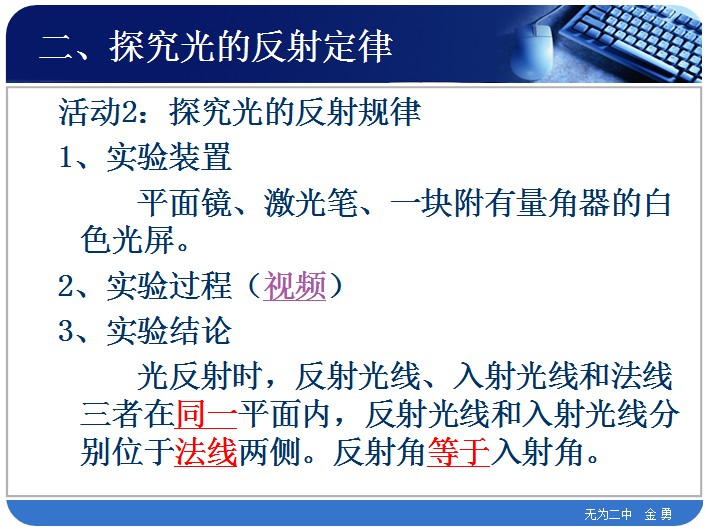 二、探究光的反射定律
活动2：探究光的反射规律
1、实验装置
平面镜、激光笔、一块附有量角器的白
色光屏。
2、实验过程（视频）
3、实验结论
光反射时，反射光线、入射光线和法线
三者在同一平面内，反射光线和入射光线分
别位于法线两侧。反射角等于入射角。
无为二中 金 勇